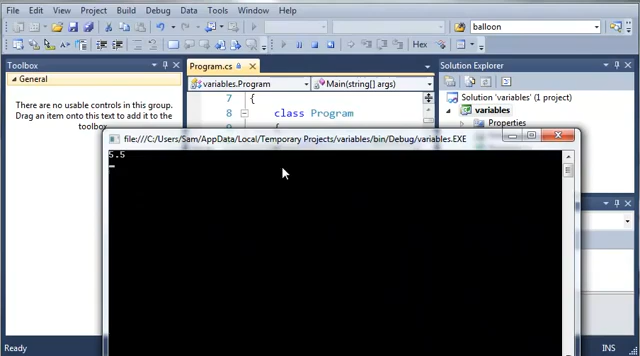 File Edit View Project Build Debug Data Tools Window Help
balloon
Hex
Toolbox
General
There are no usable controls in this group. Drag an item onto this text to add it to the toolbox.
Program.cs
variables.Program
Main(string[] args)
7 {
8 class Program
Solution Explorer
Solution 'variables' (1 project)
variables
Properties
file:///C:/Users/Sam/AppData/Local/Temporary Projects/variables/bin/Debug/variables.EXE
5.5
Ready
INS